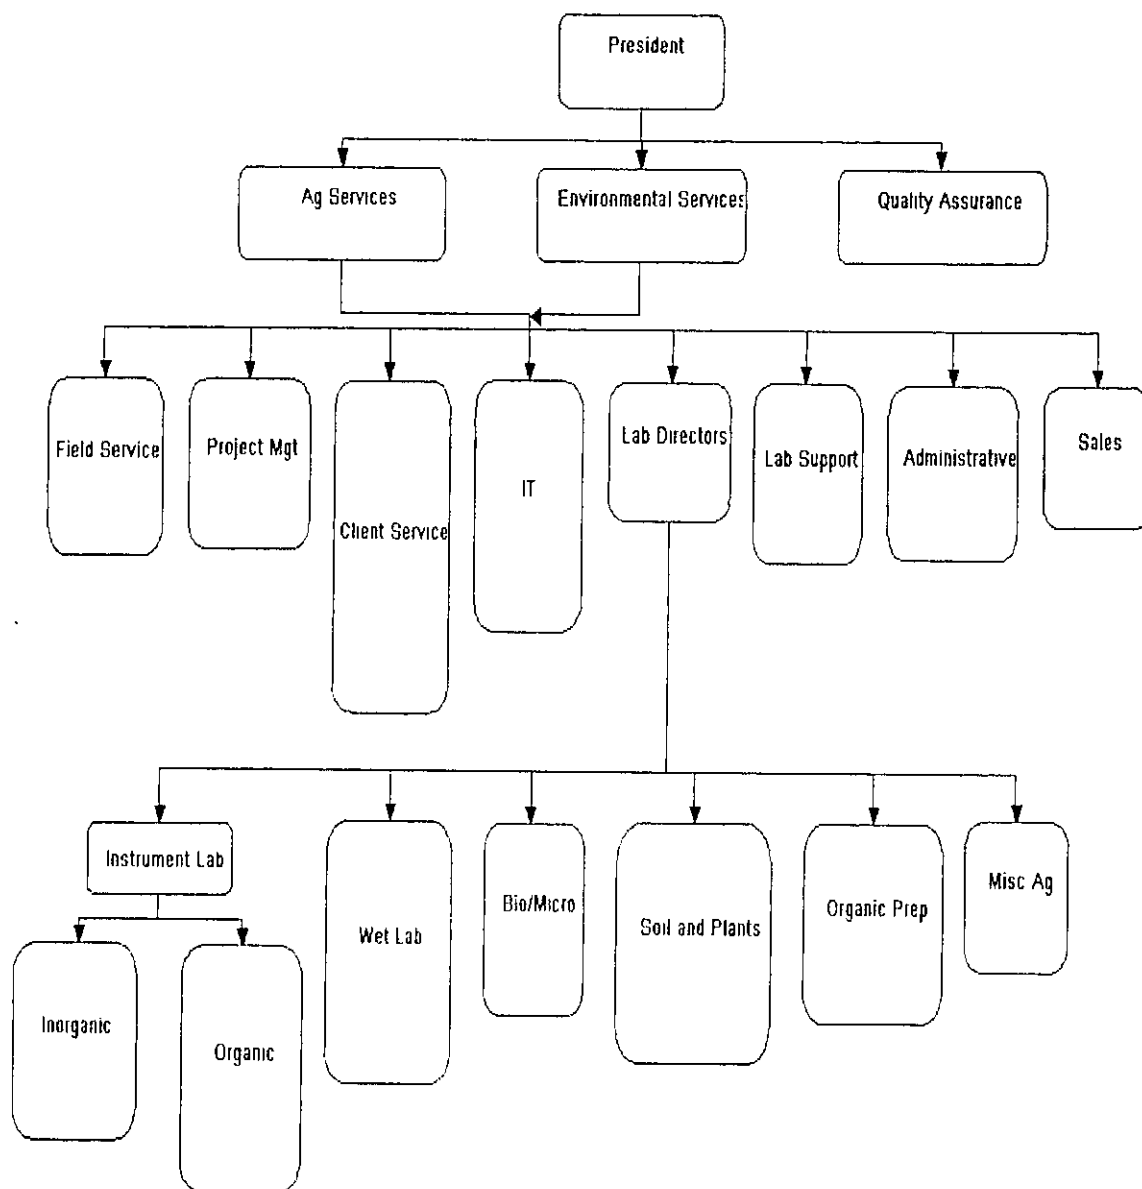 President
Ag Services
Environmental Services
Quality Assurance
Field Service
Project Mgt
Client Service
IT
Lab Directors
Lab Support
Administrative
Sales
Instrument Lab
Wet Lab
Bio/Micro
Soil and Plants
Organic Prep
Misc Ag
Inorganic
Organic